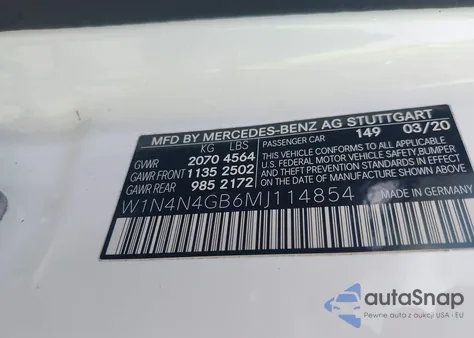 MFD BY MERCEDES-BENZ AG STUTTGART
KG LBS PASSENGER CAR 149 03/20
GVWR 2070 4564
GAWR FRONT 1135 2502
GAWR REAR 985 2172
THIS VEHICLE CONFORMS TO ALL APPLICABLE
U.S. FEDERAL MOTOR VEHICLE SAFETY,BUMPER
AND THEFT PREVENTION STANDARDS IN EFFECT
ON THE DATE OF MANUFACTURE SHOWN ABOVE.
W1N4N4GB6MJ114854
MADE IN GERMANY
autoSnap
Pewne auta z aukcji USA i EU